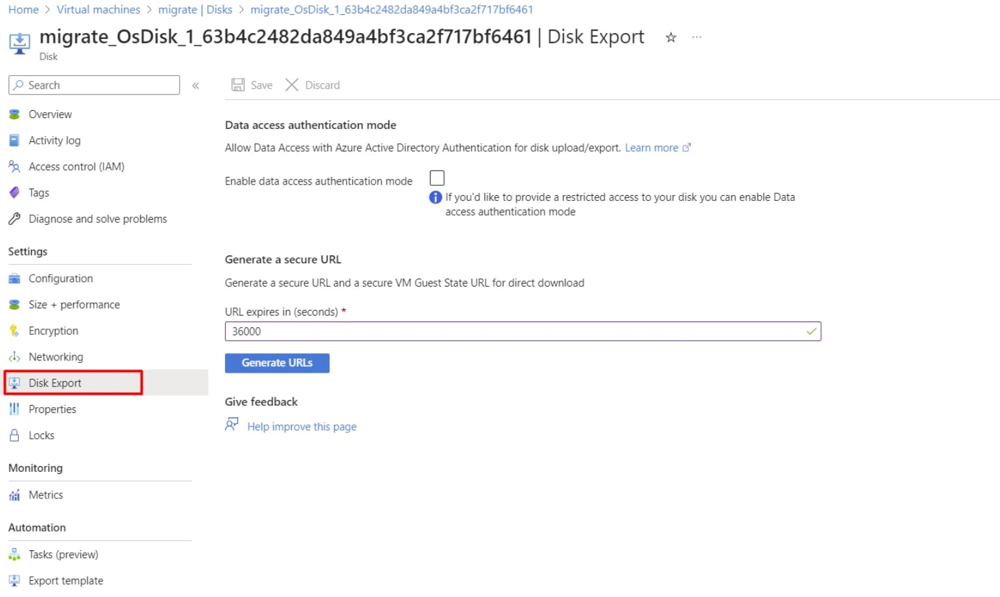 Home > Virtual machines > migrate | Disks > migrate_OsDisk_1_63b4c2482da849a4bf3ca2f717bf6461
migrate_OsDisk_1_63b4c2482da849a4bf3ca2f717bf6461 | Disk Export
Disk
Search
Save
Discard
Overview
Activity log
Access control (IAM)
Tags
Diagnose and solve problems
Settings
Configuration
Size + performance
Encryption
Networking
Disk Export
Properties
Locks
Monitoring
Metrics
Automation
Tasks (preview)
Export template
Data access authentication mode
Allow Data Access with Azure Active Directory Authentication for disk upload/export. Learn more
Enable data access authentication mode
If you'd like to provide a restricted access to your disk you can enable Data
access authentication mode
Generate a secure URL
Generate a secure URL and a secure VM Guest State URL for direct download
URL expires in (seconds) *
36000
Generate URLs
Give feedback
Help improve this page